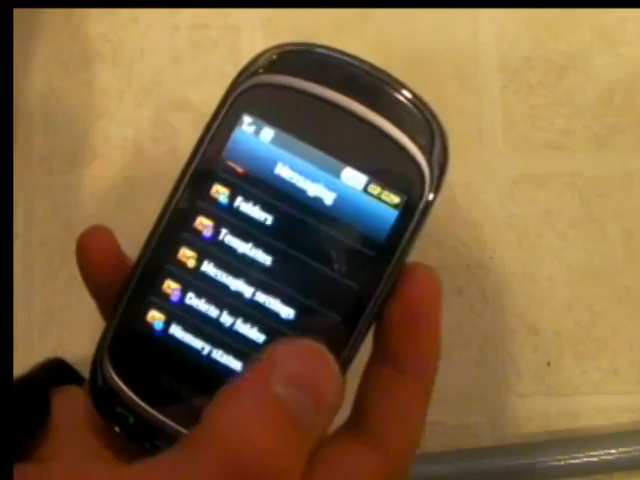 Messaging
Folders
Templates
Messaging settings
Delete by folder
Memory status